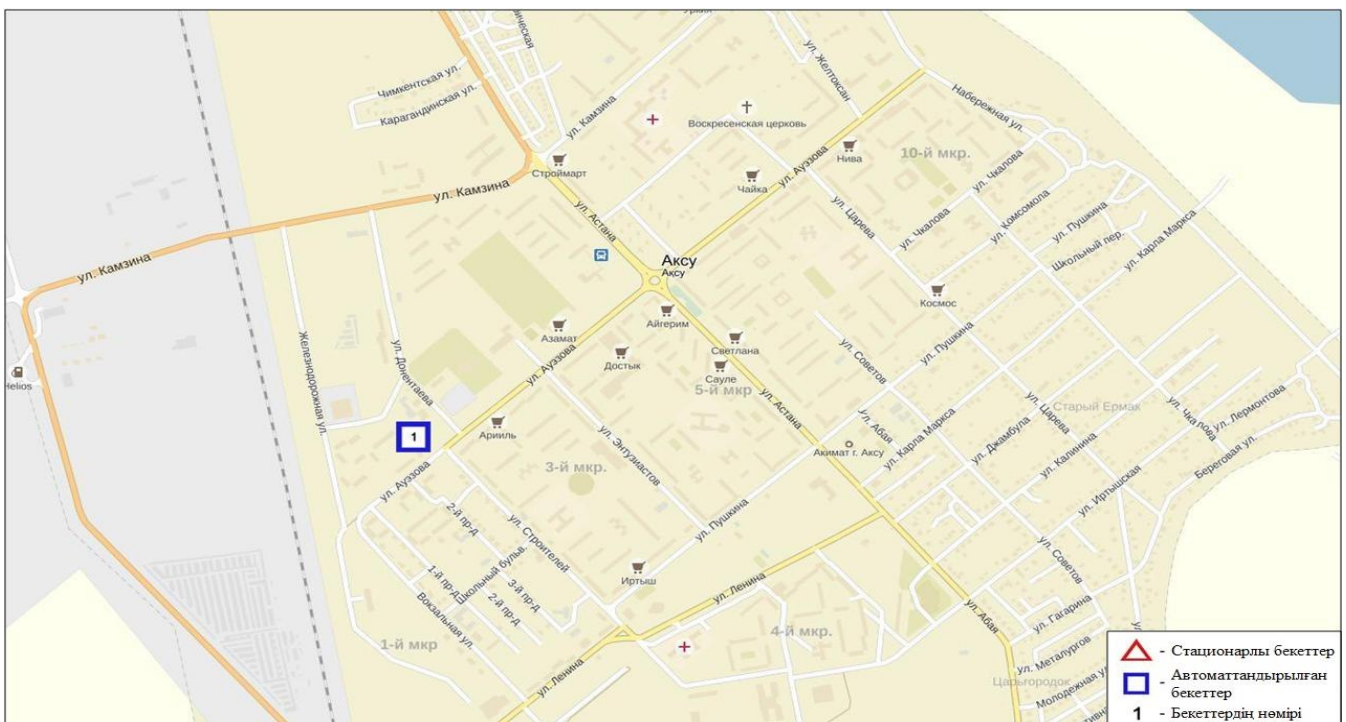 ул. Желтоксан
Чимкентская ул.
Карагандинская ул.
ул. Камзина
Воскресенская церковь
Набережная ул.
Строймарт
Нива
10-й мкр.
ул. Ауэзова
Чайка
ул. Чкалова
ул. Камзина
ул. Астана
ул. Царева
ул. Чкалова
ул. Комсомола
ул. Пушкина
Школьный пер.
ул. Карла Маркса
ул. Камзина
Аксу
Ақсу
Космос
Айгерим
Азамат
Светлана
Железнодорожная ул.
ул. Донентаева
ул. Ауэзова
Достык
Сауле
5-й мкр
ул. Советов
ул. Пушкина
Helios
ул. Астана
ул. Абая
ул. Карла Маркса
ул. Джамбула
ул. Царева
Старый Ермак
ул. Чкалова
ул. Лермонтова
1
Арииль
Акимат г. Аксу
ул. Калинина
ул. Иртышская
Береговая ул.
3-й мкр.
ул. Энтузиастов
ул. Ауэзова
2-й пр-д
ул. Строителей
ул. Пушкина
Школьный бульв.
1-й пр-д
2-й пр-д
3-й пр-д
Вокзальная ул.
Иртыш
ул. Ленина
ул. Советов
ул. Абая
ул. Гагарина
1-й мкр
4-й мкр.
ул. Ленина
ул. Металургов
Царьгородок
Молодежная
- Стационарлы бекеттер
- Автоматтандырылған
бекеттер
1 - Бекеттердің нөмірі